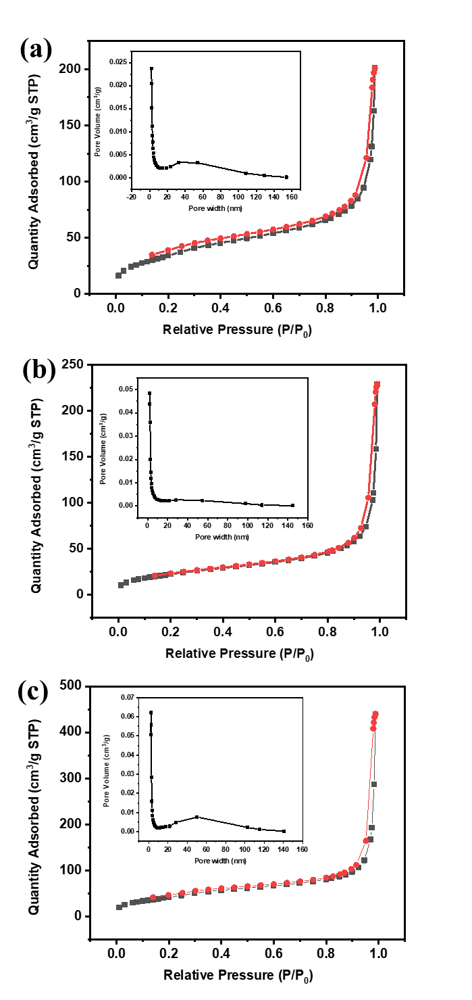 (a)
Quantity Adsorbed (cm³/g STP)
200
150
100
50
0
0.0 0.2 0.4 0.6 0.8 1.0
Relative Pressure (P/P₀)
Pore Volume (cm³/g)
0.025
0.020
0.015
0.010
0.005
0.000
-20 0 20 40 60 80 100 120 140 160
Pore width (nm)
(b)
Quantity Adsorbed (cm³/g STP)
250
200
150
100
50
0
0.0 0.2 0.4 0.6 0.8 1.0
Relative Pressure (P/P₀)
Pore Volume (cm³/g)
0.05
0.04
0.03
0.02
0.01
0.00
0 20 40 60 80 100 120 140 160
Pore width (nm)
(c)
Quantity Adsorbed (cm³/g STP)
500
400
300
200
100
0
0.0 0.2 0.4 0.6 0.8 1.0
Relative Pressure (P/P₀)
Pore Volume (cm³/g)
0.07
0.06
0.05
0.04
0.03
0.02
0.01
0.00
0 20 40 60 80 100 120 140 160
Pore width (nm)